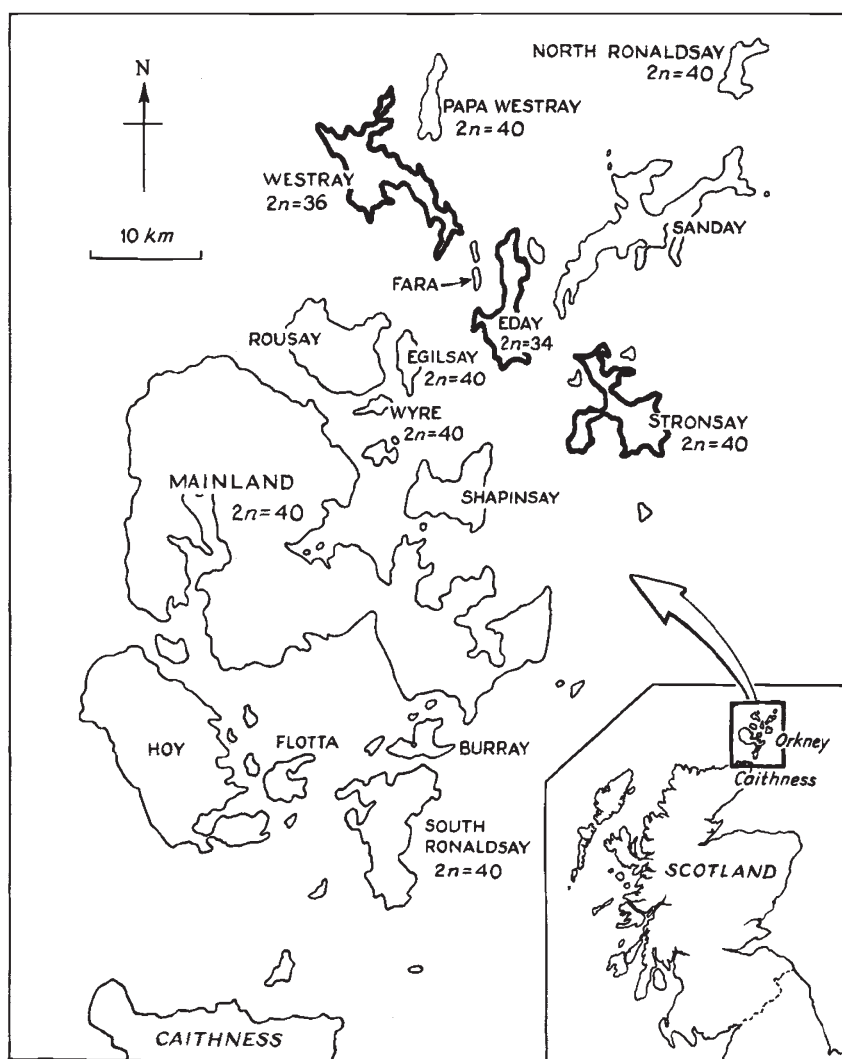 NORTH RONALDSAY
2n=40
N
PAPA WESTRAY
2n=40
WESTRAY
2n=36
10 km
SANDAY
FARA
EDAY
2n=34
ROUSAY
EGILSAY
2n=40
WYRE
2n=40
STRONSAY
2n=40
MAINLAND
2n=40
SHAPINSAY
HOY
FLOTTA
BURRAY
SOUTH
RONALDSAY
2n=40
CAITHNESS
Orkney
Caithness
SCOTLAND